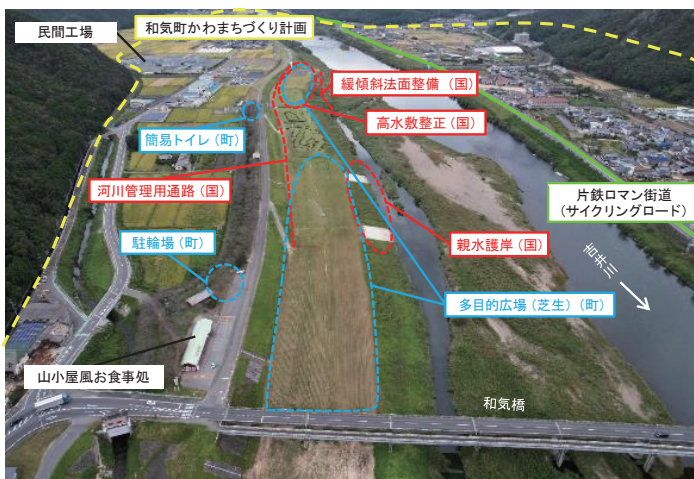 民間工場
和気町かわまちづくり計画
緩傾斜法面整備（国）
高水敷整正（国）
簡易トイレ（町）
河川管理用通路（国）
片鉄ロマン街道
（サイクリングロード）
親水護岸（国）
駐輪場（町）
吉井川
多目的広場（芝生）（町）
山小屋風お食事処
和気橋